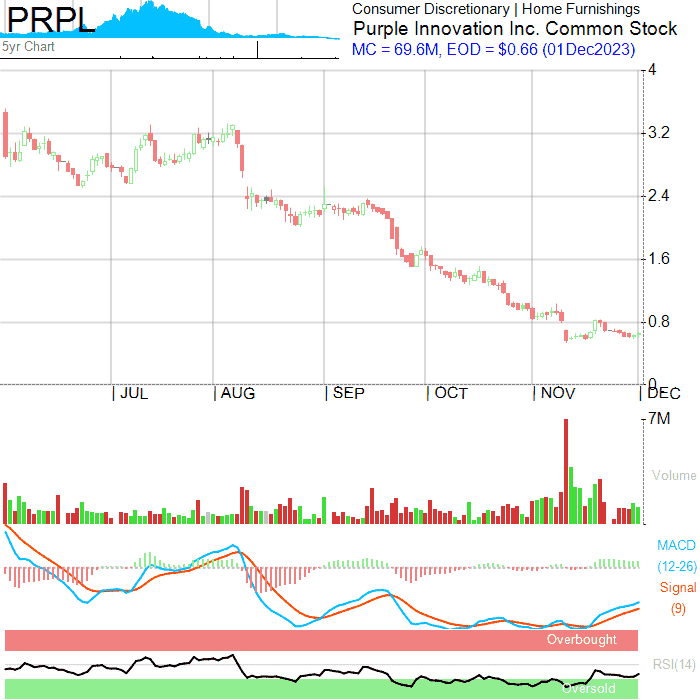 PRPL
Consumer Discretionary | Home Furnishings
Purple Innovation Inc. Common Stock
5yr Chart
MC = 69.6M, EOD = $0.66 (01Dec2023)
4
3.2
2.4
1.6
0.8
0
JUL
AUG
SEP
OCT
NOV
DEC
7M
Volume
MACD
(12-26)
Signal
(9)
Overbought
RSI(14)
Oversold